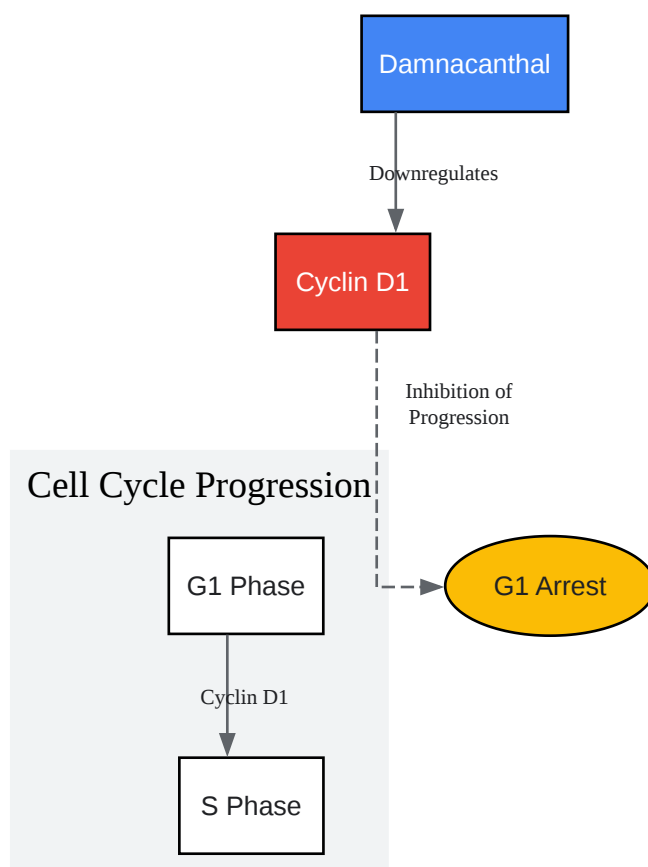 Damnacanthal
Downregulates
Cyclin D1
Inhibition of
Progression
Cell Cycle Progression
G1 Phase
G1 Arrest
Cyclin D1
S Phase